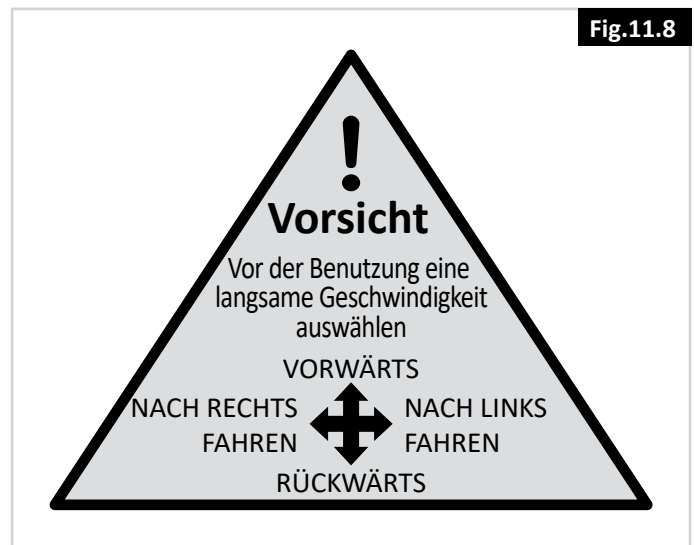 Fig.11.8
!
Vorsicht
Vor der Benutzung eine
langsame Geschwindigkeit
auswählen
VORWÄRTS
NACH RECHTS
FAHREN
NACH LINKS
FAHREN
RÜCKWÄRTS